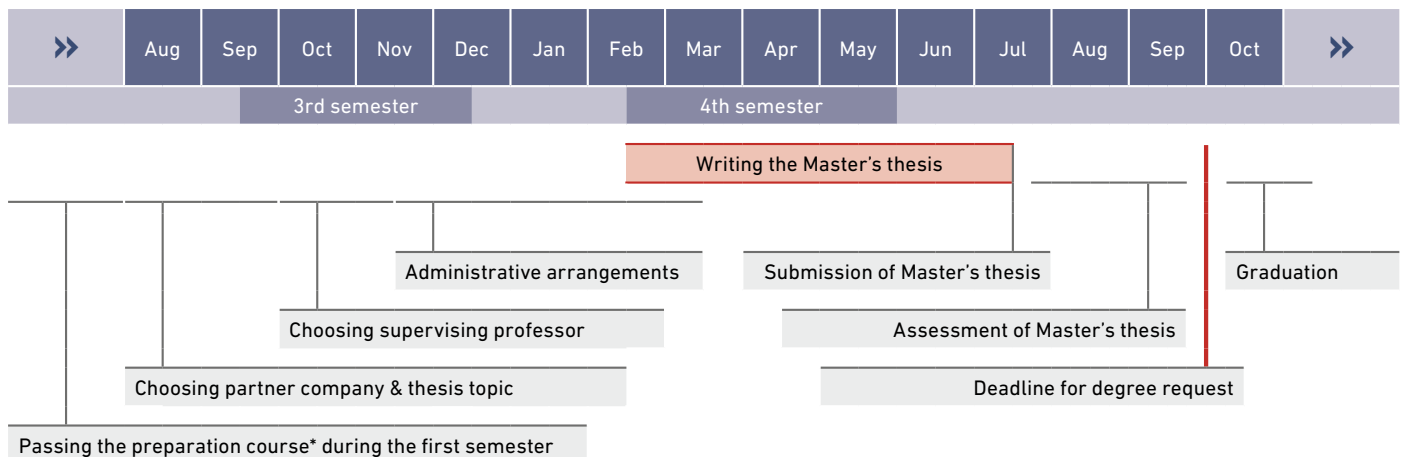 » Aug Sep Oct Nov Dec Jan Feb Mar Apr May Jun Jul Aug Sep Oct »
3rd semester 4th semester
Writing the Master's thesis
Administrative arrangements Submission of Master's thesis Graduation
Choosing supervising professor Assessment of Master's thesis
Choosing partner company & thesis topic Deadline for degree request
Passing the preparation course* during the first semester